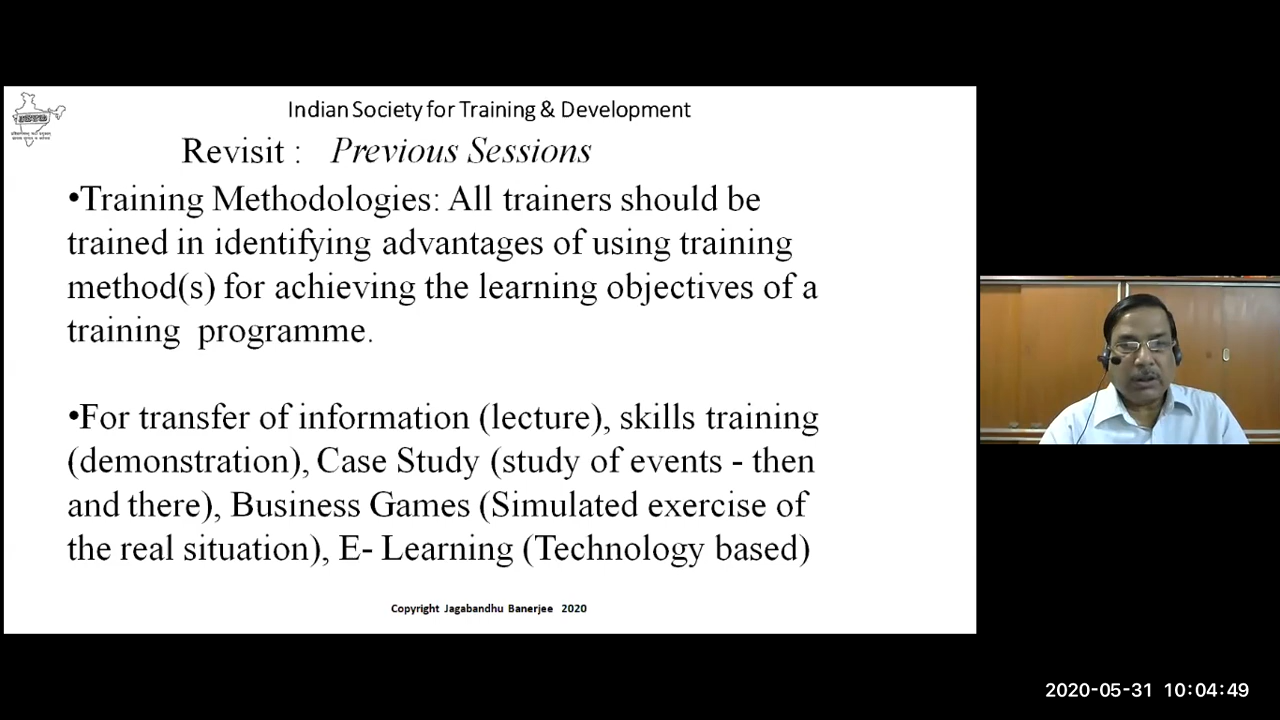 Indian Society for Training & Development
Revisit : Previous Sessions
•Training Methodologies: All trainers should be
trained in identifying advantages of using training
method(s) for achieving the learning objectives of a
training programme.
•For transfer of information (lecture), skills training
(demonstration), Case Study (study of events - then
and there), Business Games (Simulated exercise of
the real situation), E- Learning (Technology based)
Copyright Jagabandhu Banerjee 2020
2020-05-31 10:04:49